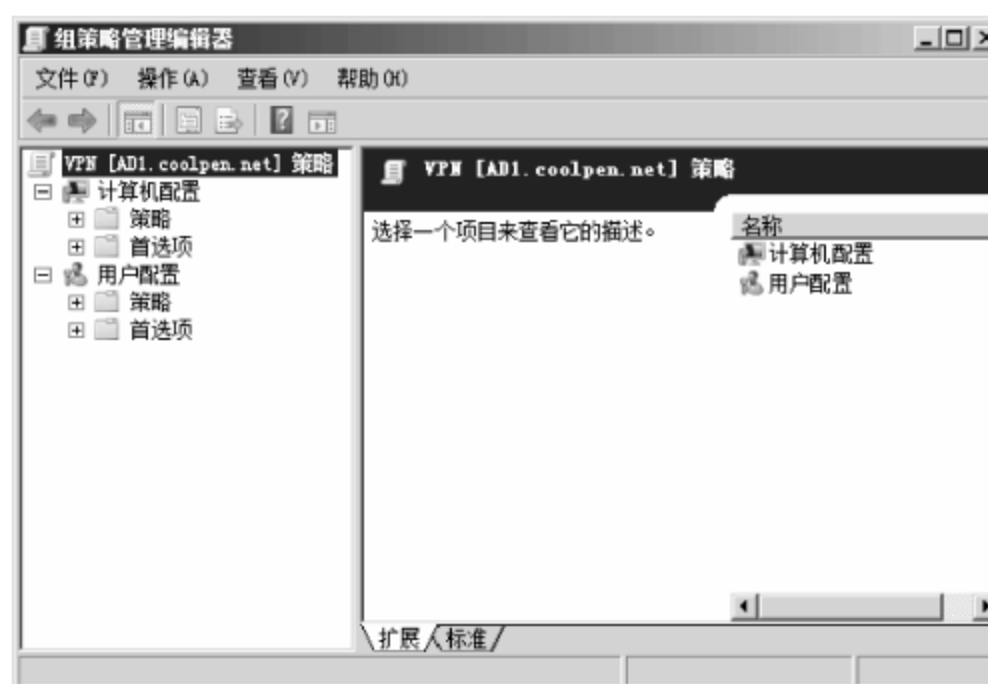 组策略管理编辑器
文件(F) 操作(A) 查看(V) 帮助(H)
VPN [AD1.coolpen.net] 策略
计算机配置
策略
首选项
用户配置
策略
首选项
VPN [AD1.coolpen.net] 策略
选择一个项目来查看它的描述。
名称
计算机配置
用户配置
扩展 标准